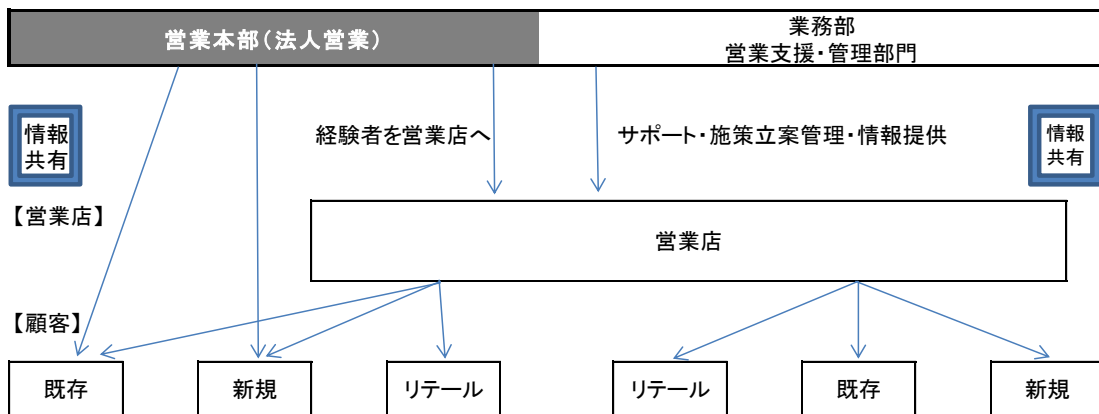 営業本部（法人営業）
業務部
営業支援・管理部門
情報
共有
経験者を営業店へ
サポート・施策立案管理・情報提供
情報
共有
【営業店】
営業店
【顧客】
既存
新規
リテール
リテール
既存
新規